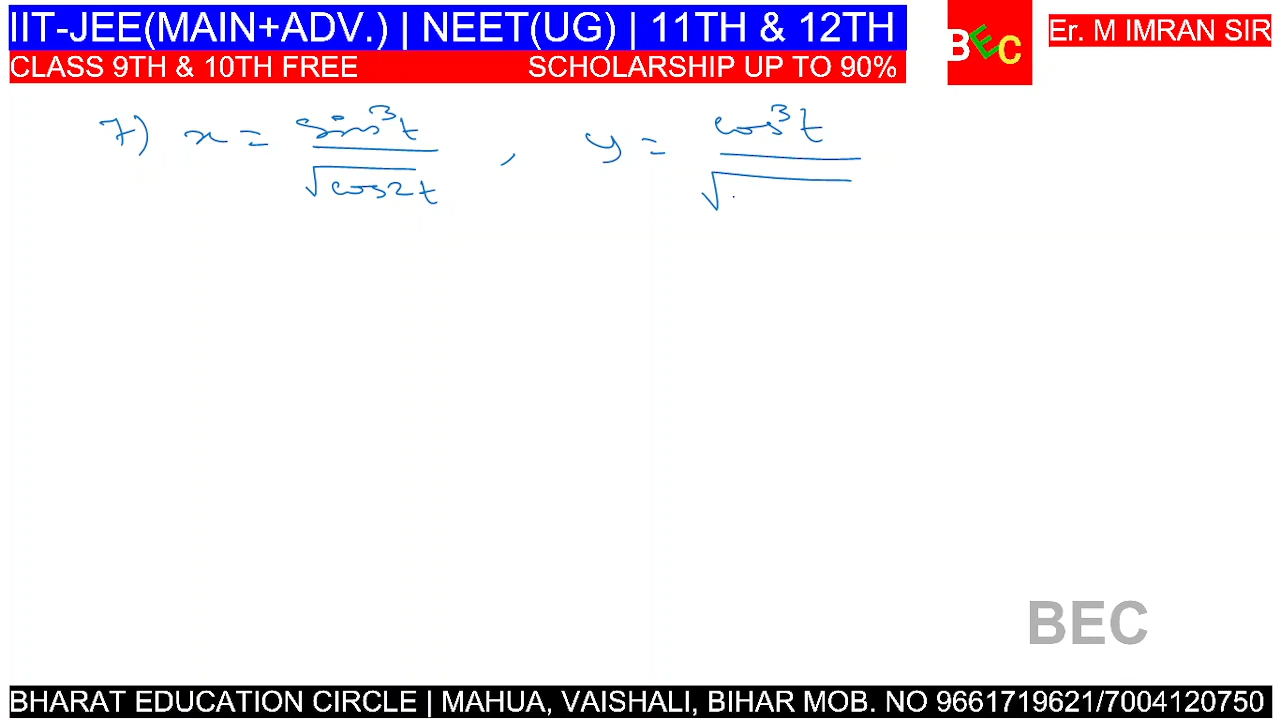 IIT-JEE(MAIN+ADV.) | NEET(UG) | 11TH & 12TH
CLASS 9TH & 10TH FREE SCHOLARSHIP UP TO 90%
BEC
Er. M IMRAN SIR
7) x = sin³t / √cos2t , y = cos³t / √
BEC
BHARAT EDUCATION CIRCLE | MAHUA, VAISHALI, BIHAR MOB. NO 9661719621/7004120750